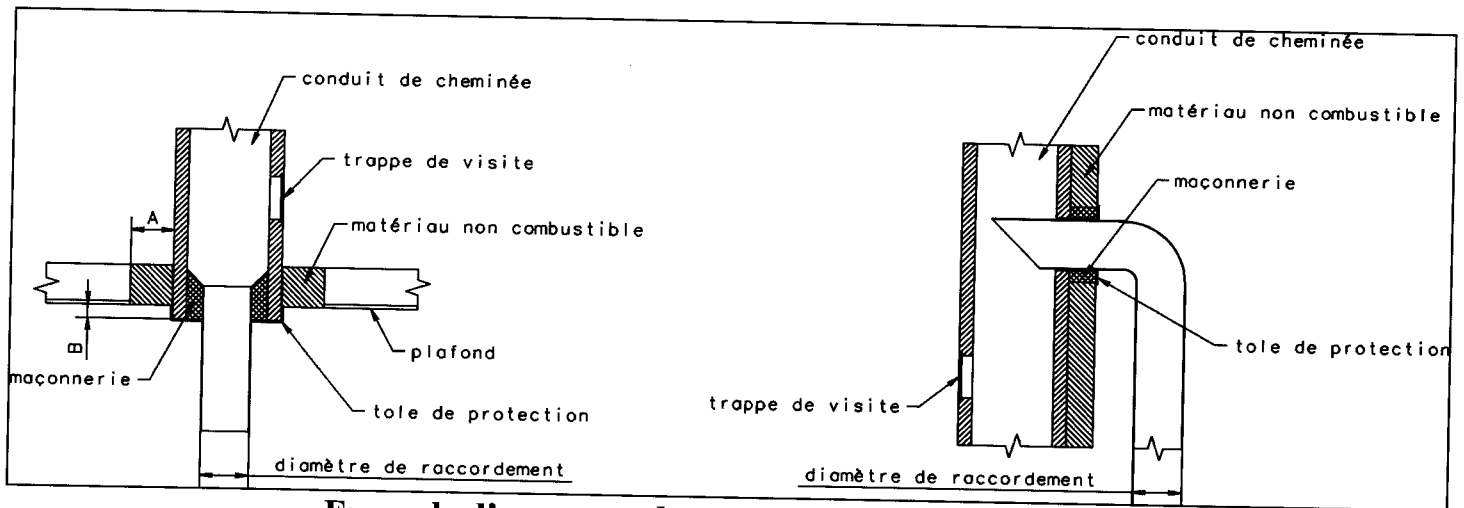 conduit de cheminée
trappe de visite
A
matériau non combustible
B
plafond
maçonnerie
tole de protection
diamètre de raccordement
conduit de cheminée
matériau non combustible
maçonnerie
tole de protection
trappe de visite
diamètre de raccordement